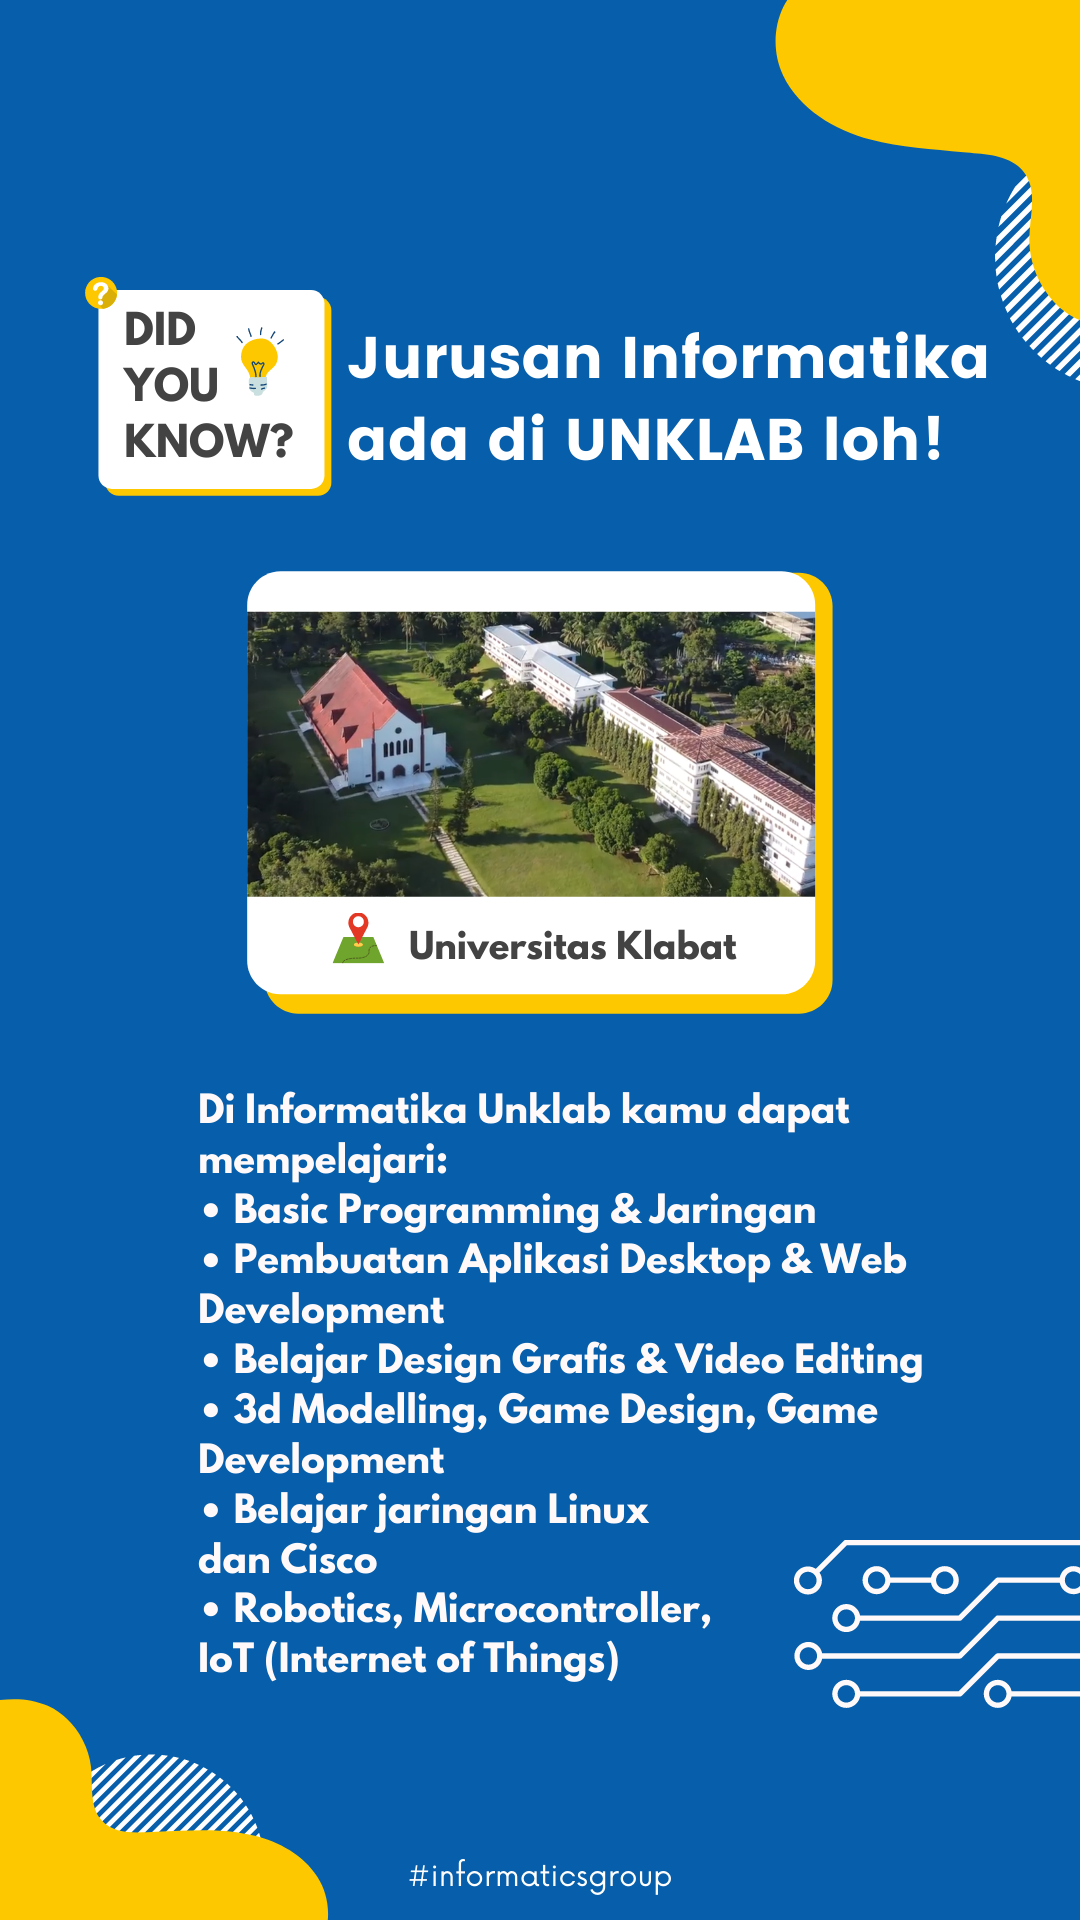 ?
DID
YOU
KNOW?
Jurusan Informatika
ada di UNKLAB loh!
Universitas Klabat
Di Informatika Unklab kamu dapat
mempelajari:
• Basic Programming & Jaringan
• Pembuatan Aplikasi Desktop & Web
Development
• Belajar Design Grafis & Video Editing
• 3d Modelling, Game Design, Game
Development
• Belajar jaringan Linux
dan Cisco
• Robotics, Microcontroller,
IoT (Internet of Things)
#informaticsgroup